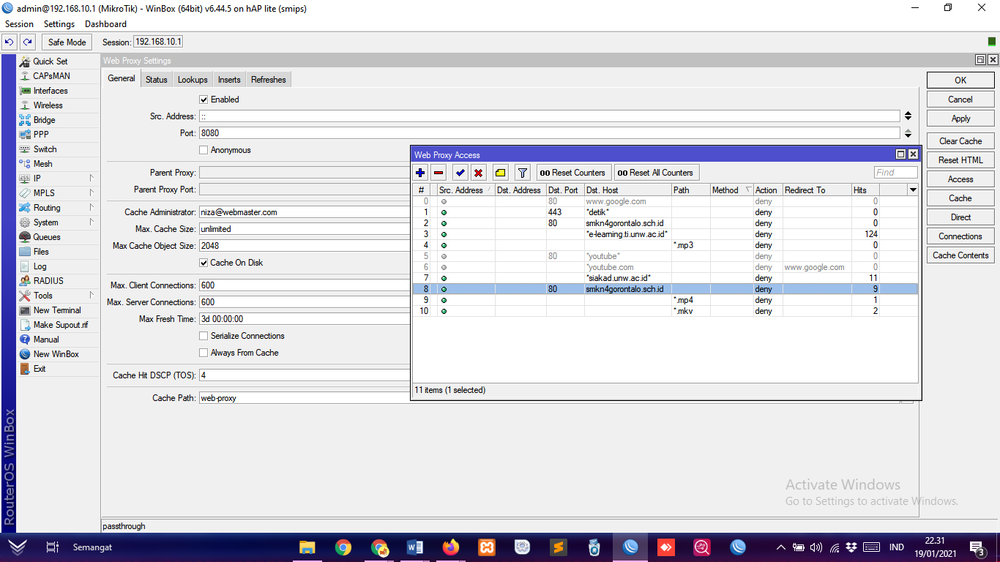 admin@192.168.10.1 (MikroTik) - WinBox (64bit) v6.44.5 on hAP lite (smips)
Session Settings Dashboard
Safe Mode Session: 192.168.10.1
Quick Set
CAPsMAN
Interfaces
Wireless
Bridge
PPP
Switch
Mesh
IP
MPLS
Routing
System
Queues
Files
Log
RADIUS
Tools
New Terminal
Make Supout.rif
Manual
New WinBox
Exit
RouterOS WinBox
Web Proxy Settings
General Status Lookups Inserts Refreshes
Enabled
Src. Address: ::
Port: 8080
Anonymous
Parent Proxy:
Parent Proxy Port:
Cache Administrator: niza@webmaster.com
Max. Cache Size: unlimited
Max Cache Object Size: 2048
Cache On Disk
Max. Client Connections: 600
Max. Server Connections: 600
Max Fresh Time: 3d 00:00:00
Serialize Connections
Always From Cache
Cache Hit DSCP (TOS): 4
Cache Path: web-proxy
Web Proxy Access
00 Reset Counters 00 Reset All Counters Find
# Src. Address Dst. Address Dst. Port Dst. Host Path Method Action Redirect To Hits
0 80 www.google.com deny 0
1 443 *detik* deny 0
2 80 smkn4gorontalo.sch.id deny 0
3 *e-learning.ti.unw.ac.id* deny 124
4 *.mp3 deny 0
5 80 *youtube* deny 0
6 *youtube.com deny www.google.com 0
7 *siakad.unw.ac.id* deny 11
8 80 smkn4gorontalo.sch.id deny 9
9 *.mp4 deny 1
10 *.mkv deny 2
11 items (1 selected)
OK
Cancel
Apply
Clear Cache
Reset HTML
Access
Cache
Direct
Connections
Cache Contents
Activate Windows
Go to Settings to activate Windows.
passthrough
Semangat
IND
22.31
19/01/2021
3